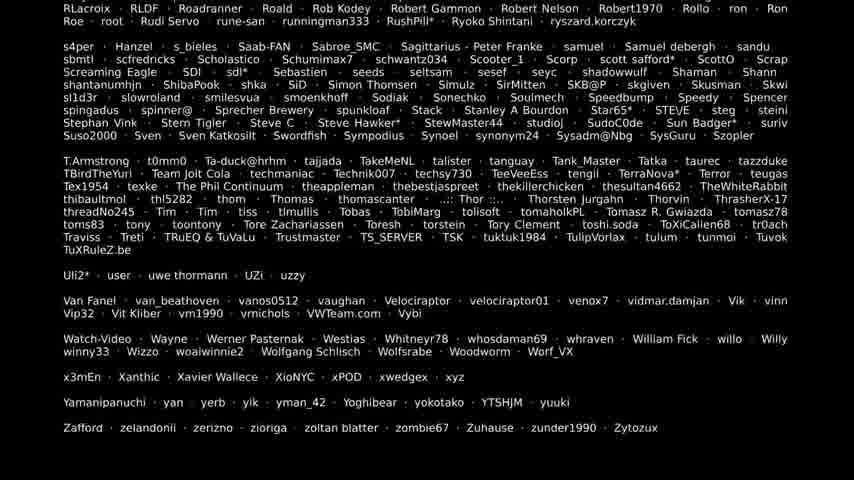 RLacroix · RLDF · Roadranner · Roald · Rob Kodey · Robert Gammon · Robert Nelson · Robert1970 · Rollo · ron · Ron
Roe · root · Rudi Servo · rune-san · runningman333 · RushPill* · Ryoko Shintani · ryszard.korczyk
s4per · Hanzel · s_bieles · Saab-FAN · Sabroe_SMC · Sagittarius - Peter Franke · samuel · Samuel debergh · sandu
sbmtl · scfredricks · Scholastico · Schumimax7 · schwantz034 · Scooter_1 · Scorp · scott safford* · ScottO · Scrap
Screaming Eagle · SDI · sdl* · Sebastien · seeds · seltsam · sesef · seyc · shadowwulf · Shaman · Shann
shantanumhjn · ShibaPook · shka · SiD · Simon Thomsen · Simulz · SirMitten · SKB@P · skgiven · Skusman · Skwi
sl1d3r · slowroland · smilesvua · smoenkhoff · Sodiak · Sonechko · Soulmech · Speedbump · Speedy · Spencer
spingadus · spinner@ · Sprecher Brewery · spunkloaf · Stack · Stanley A Bourdon · Star65* · STE\/E · steg · steini
Stephan Vink · Stern Tigler · Steve C · Steve Hawker* · StewMaster44 · studioj · SudoC0de · Sun Badger* · suriv
Suso2000 · Sven · Sven Katkosilt · Swordfish · Sympodius · Synoel · synonym24 · Sysadm@Nbg · SysGuru · Szopler
T.Armstrong · t0mm0 · Ta-duck@hrhm · tajjada · TakeMeNL · talister · tanguay · Tank_Master · Tatka · taurec · tazzduke
TBirdTheYuri · Team Jolt Cola · techmaniac · Technik007 · techsy730 · TeeVeeEss · tengil · TerraNova* · Terror · teugas
Tex1954 · texke · The Phil Continuum · theappleman · thebestjaspreet · thekillerchicken · thesultan4662 · TheWhiteRabbit
thibaultmol · thl5282 · thom · Thomas · thomascanter · ..:: Thor ::.. · Thorsten Jurgahn · Thorvin · ThrasherX-17
threadNo245 · Tim · Tim · tiss · tlmullis · Tobas · TobiMarg · tolisoft · tomaholkPL · Tomasz R. Gwiazda · tomasz78
toms83 · tony · toontony · Tore Zachariassen · Toresh · torstein · Tory Clement · toshi.soda · ToXiCallen68 · tr0ach
Traviss · Treti · TRuEQ & TuVaLu · Trustmaster · TS_SERVER · TSK · tuktuk1984 · TulipVorlax · tulum · tunmoi · Tuvok
TuXRuleZ.be
Uli2* · user · uwe thormann · UZi · uzzy
Van Fanel · van_beathoven · vanos0512 · vaughan · Velociraptor · velociraptor01 · venox7 · vidmar.damjan · Vik · vinn
Vip32 · Vit Kliber · vm1990 · vrnichols · VWTeam.com · Vybi
Watch-Video · Wayne · Werner Pasternak · Westias · Whitneyr78 · whosdaman69 · whraven · William Fick · willo · Willy
winny33 · Wizzo · woalwinnie2 · Wolfgang Schlisch · Wolfsrabe · Woodworm · Worf_VX
x3mEn · Xanthic · Xavier Wallece · XioNYC · xPOD · xwedgex · xyz
Yamanipanuchi · yan · yerb · yik · yman_42 · Yoghibear · yokotako · YTSHJM · yuuki
Zafford · zelandonii · zerizno · zioriga · zoltan blatter · zombie67 · Zuhause · zunder1990 · Zytozux